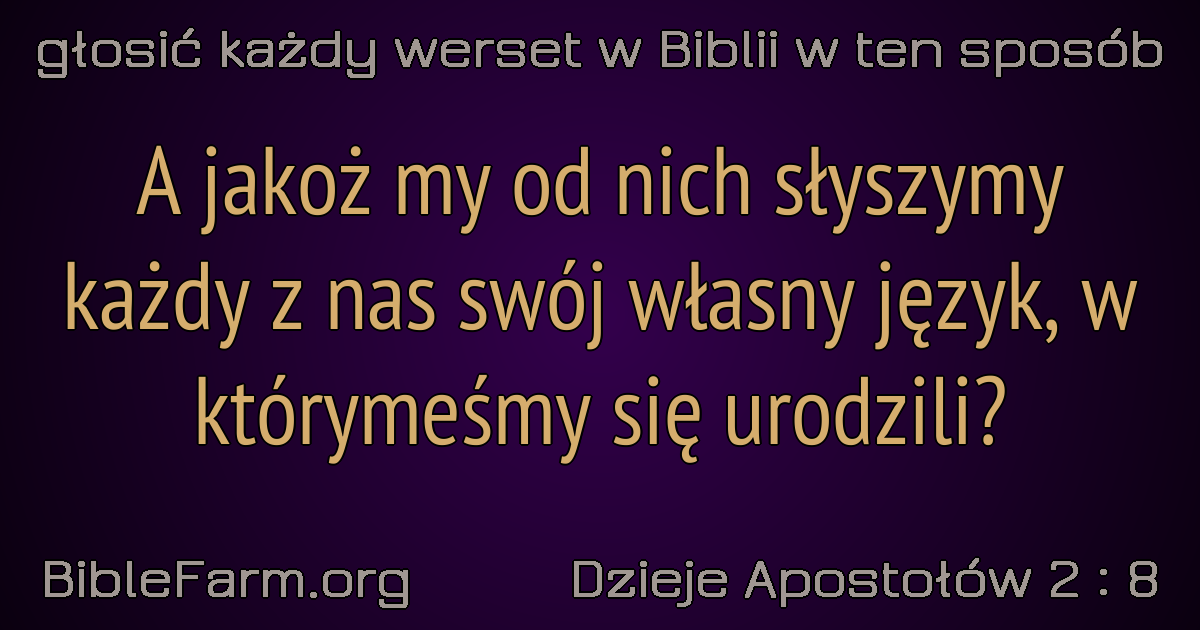 głosić każdy werset w Biblii w ten sposób
A jakoż my od nich słyszymy
każdy z nas swój własny język, w
którymeśmy się urodzili?
BibleFarm.org
Dzieje Apostołów 2 : 8